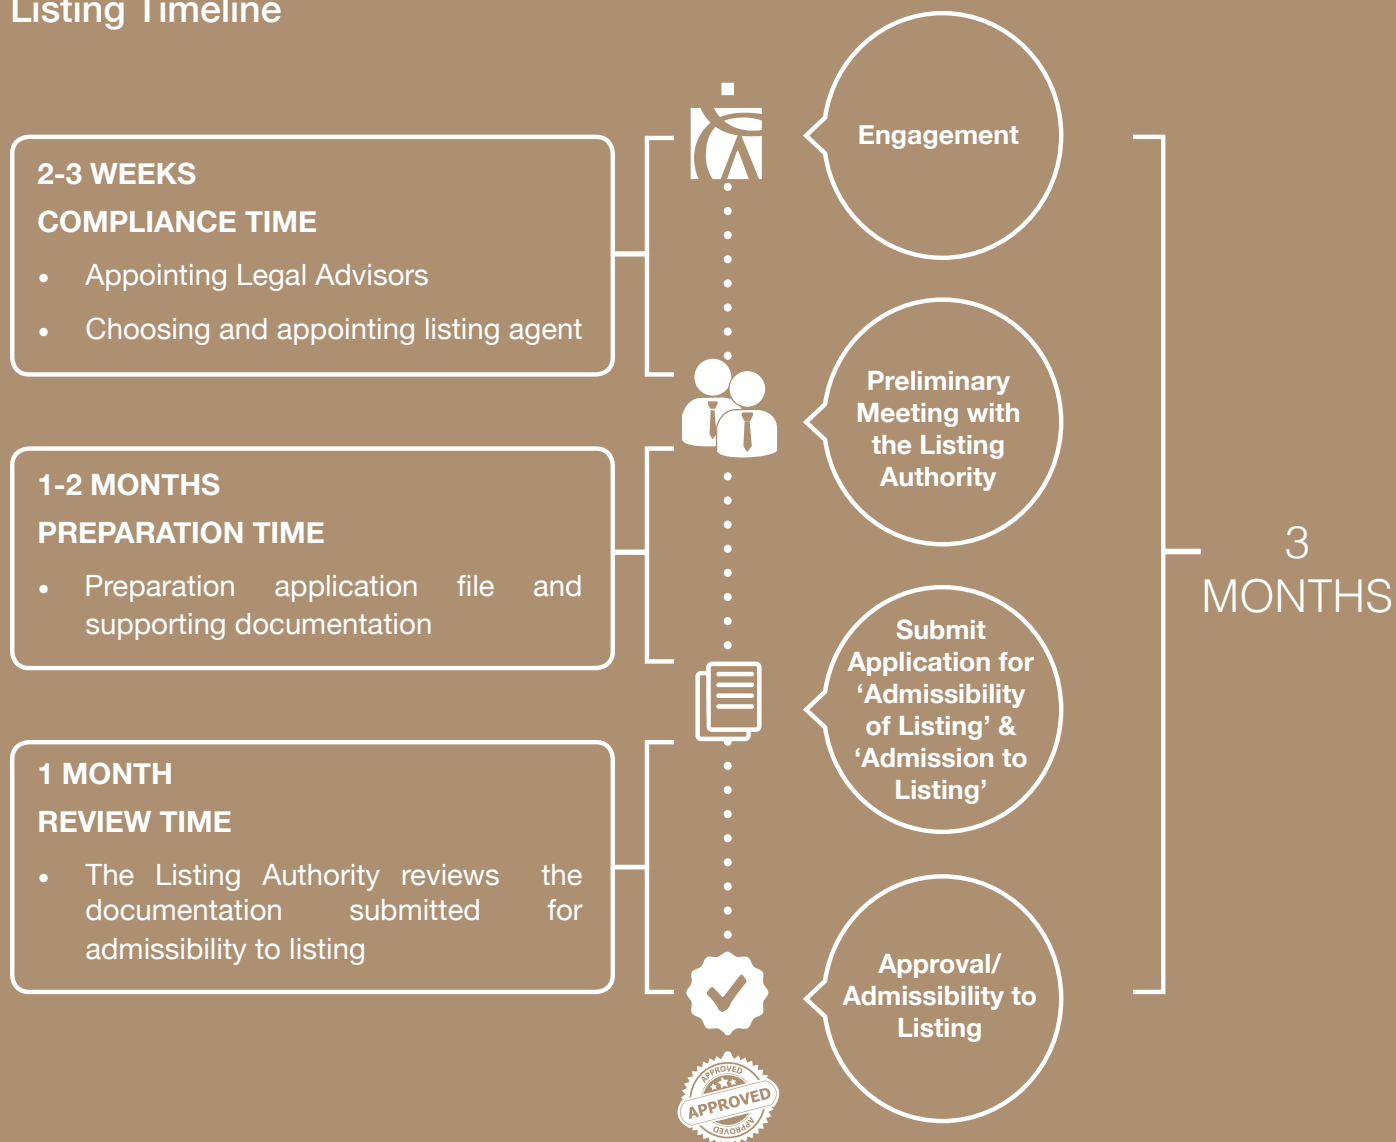 Listing Timeline
Engagement
2-3 WEEKS
COMPLIANCE TIME
• Appointing Legal Advisors
• Choosing and appointing listing agent
Preliminary
Meeting with
the Listing
Authority
1-2 MONTHS
PREPARATION TIME
• Preparation application file and
supporting documentation
3
MONTHS
Submit
Application for
‘Admissibility
of Listing’ &
‘Admission to
Listing’
1 MONTH
REVIEW TIME
• The Listing Authority reviews the
documentation submitted for
admissibility to listing
Approval/
Admissibility to
Listing
APPROVED
APPROVED
APPROVED